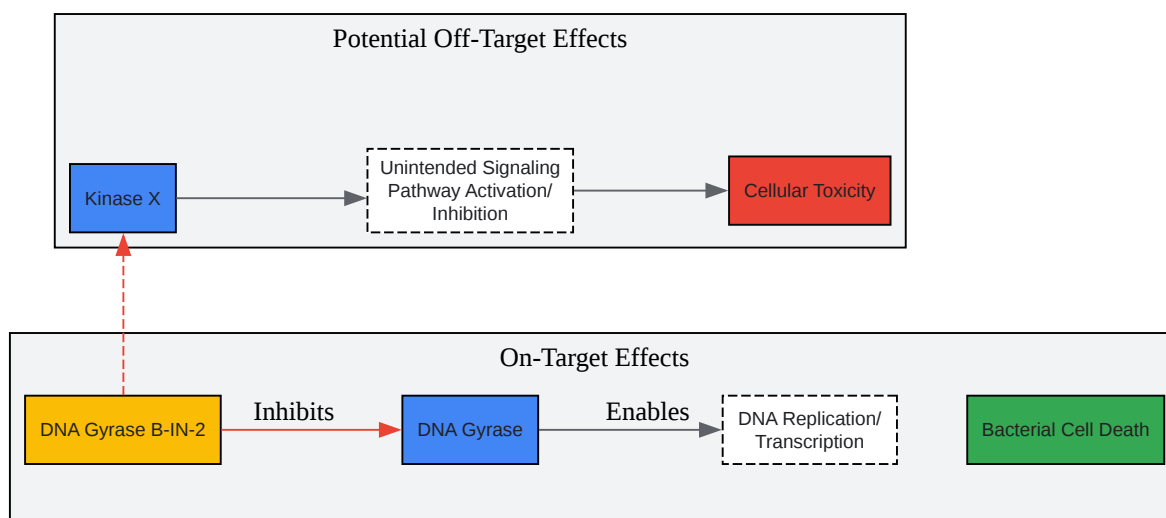 Potential Off-Target Effects
Kinase X
Unintended Signaling
Pathway Activation/
Inhibition
Cellular Toxicity
On-Target Effects
DNA Gyrase B-IN-2
Inhibits
DNA Gyrase
Enables
DNA Replication/
Transcription
Bacterial Cell Death